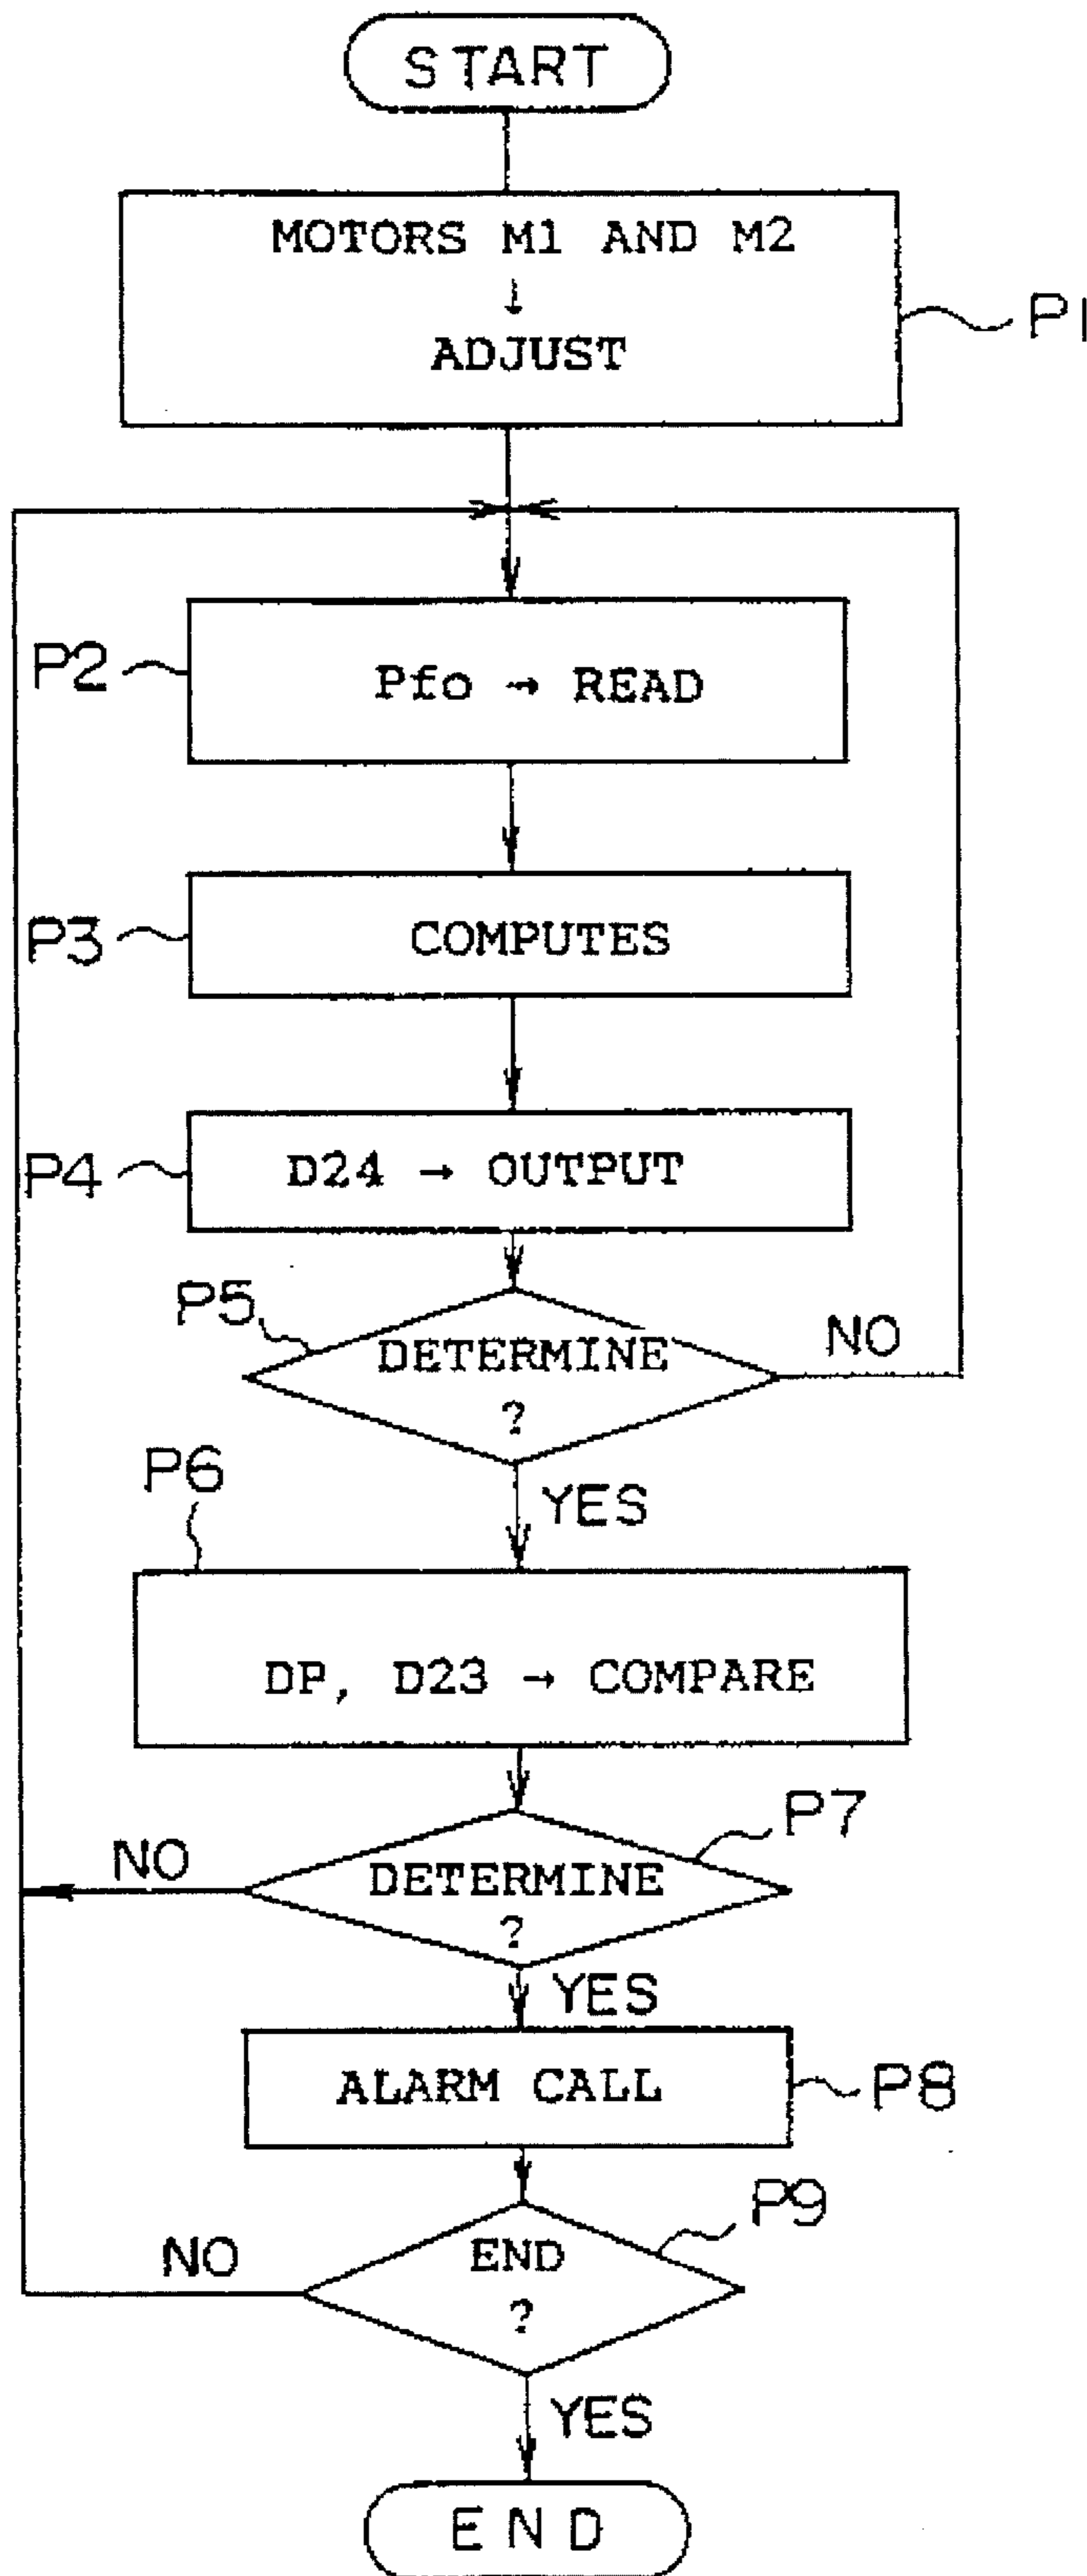 START
MOTORS M1 AND M2
↓
ADJUST
P1
P2
Pfo → READ
P3
COMPUTES
P4
D24 → OUTPUT
P5
DETERMINE
?
NO
YES
P6
DP, D23 → COMPARE
P7
NO
DETERMINE
?
YES
ALARM CALL
P8
P9
NO
END
?
YES
END